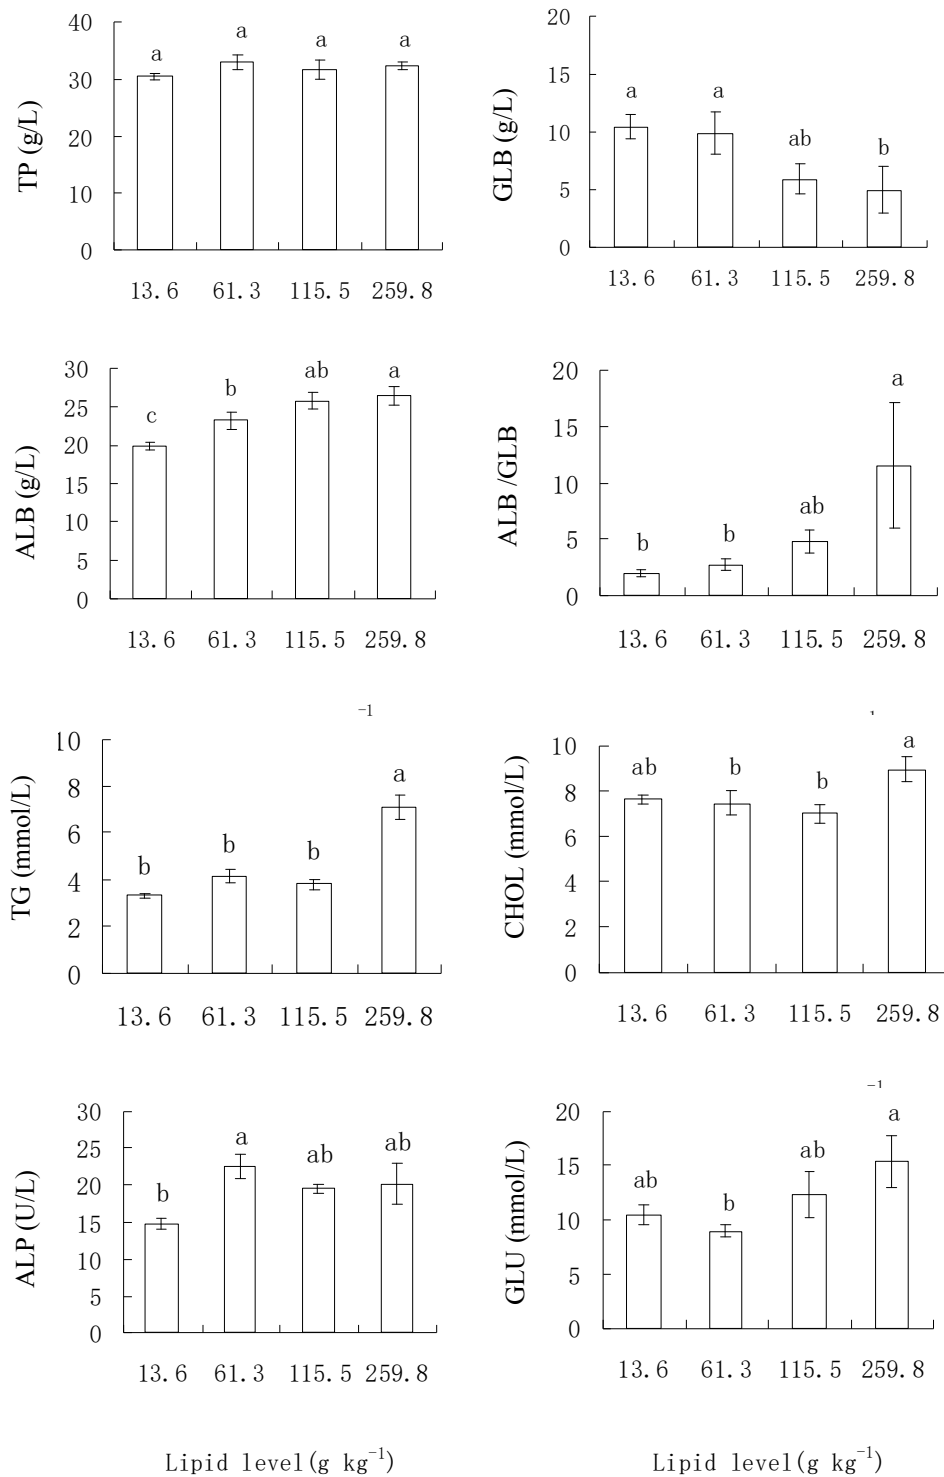 TP (g/L)
40
30
20
10
0
a a a a
13.6 61.3 115.5 259.8
GLB (g/L)
20
15
10
5
0
a a ab b
13.6 61.3 115.5 259.8
ALB (g/L)
30
25
20
15
10
5
0
c b ab a
13.6 61.3 115.5 259.8
ALB /GLB
20
15
10
5
0
b b ab a
13.6 61.3 115.5 259.8
-1
TG (mmol/L)
10
8
6
4
2
0
b b b a
13.6 61.3 115.5 259.8
CHOL (mmol/L)
10
8
6
4
2
0
ab b b a
13.6 61.3 115.5 259.8
ALP (U/L)
30
25
20
15
10
5
0
b a ab ab
13.6 61.3 115.5 259.8
Lipid level(g kg⁻¹)
-1
GLU (mmol/L)
20
15
10
5
0
ab b ab a
13.6 61.3 115.5 259.8
Lipid level(g kg⁻¹)